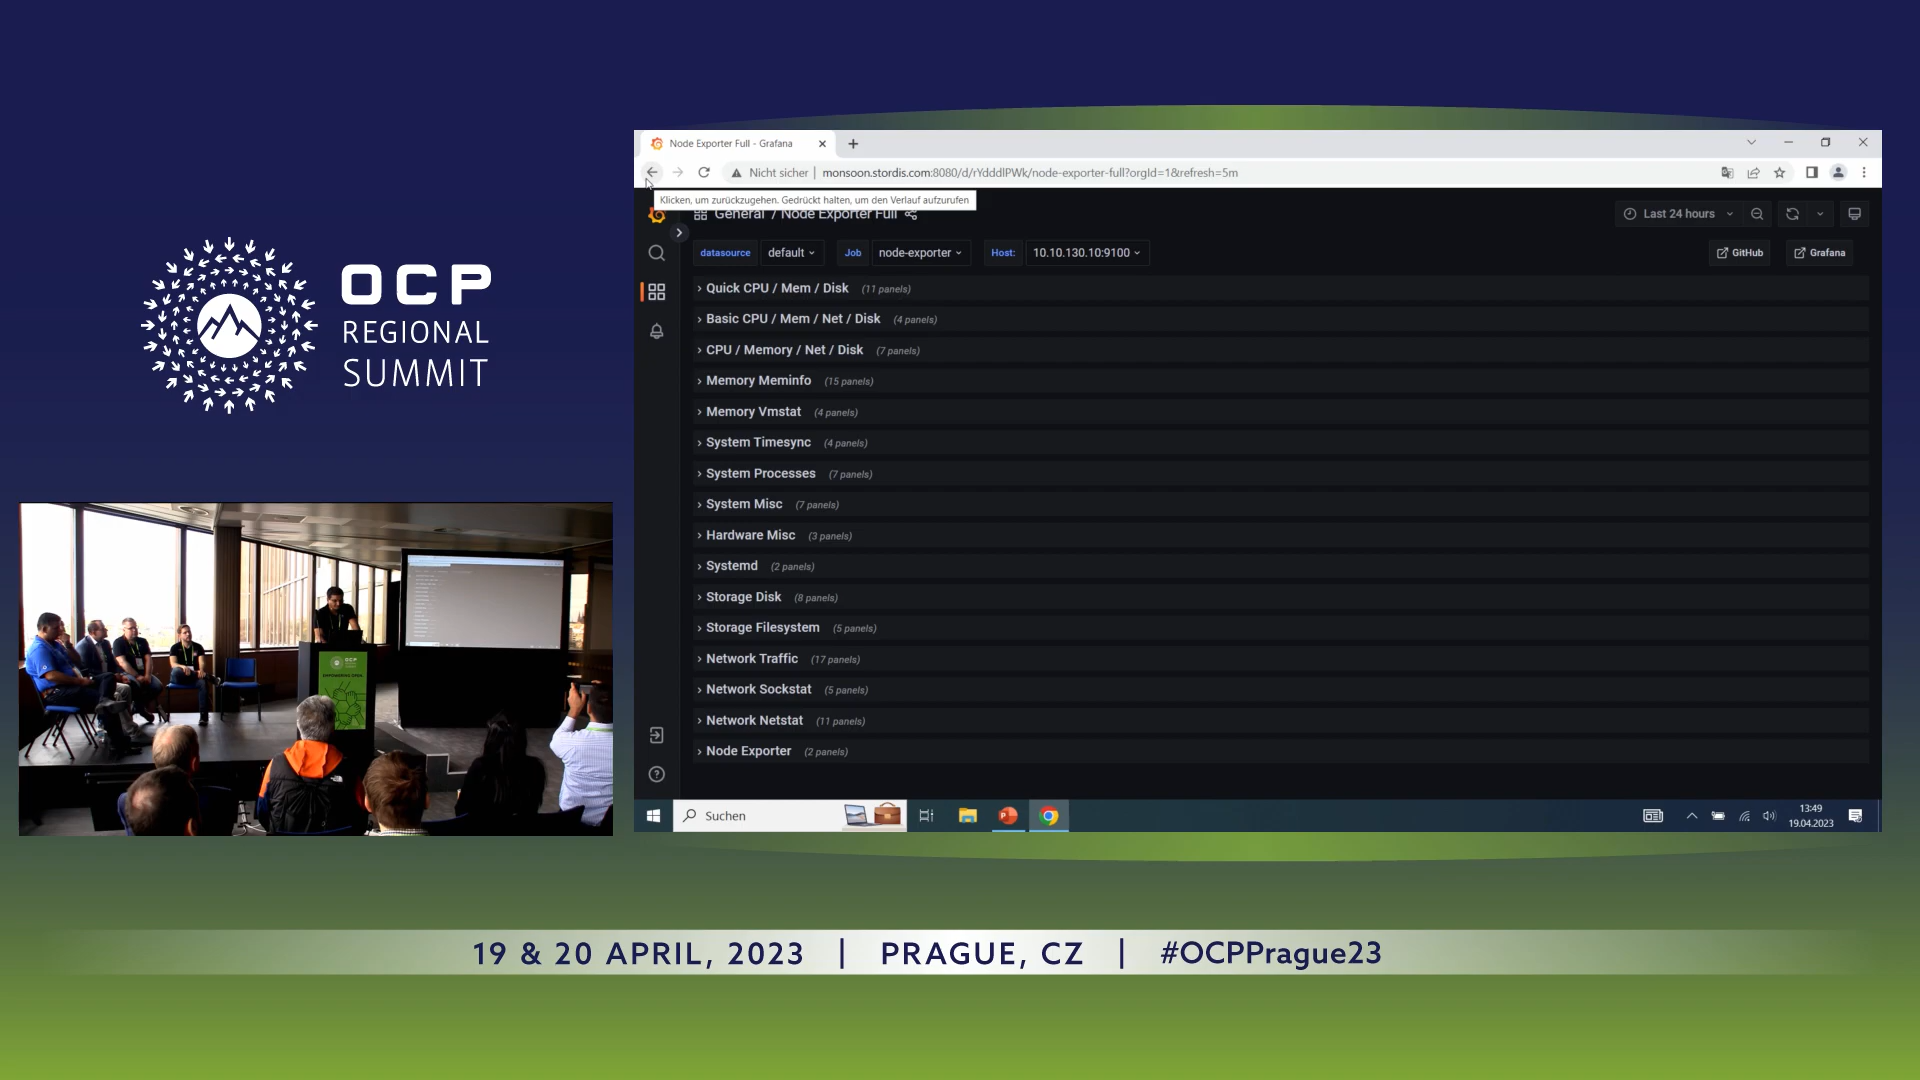 OCP
REGIONAL
SUMMIT
Node Exporter Full - Grafana
Nicht sicher | monsoon.stordis.com:8080/d/rYdddlPWk/node-exporter-full?orgId=1&refresh=5m
Klicken, um zurückzugehen. Gedrückt halten, um den Verlauf aufzurufen
General / Node Exporter Full
Last 24 hours
datasource default Job node-exporter Host: 10.10.130.10:9100 GitHub Grafana
Quick CPU / Mem / Disk (11 panels)
Basic CPU / Mem / Net / Disk (4 panels)
CPU / Memory / Net / Disk (7 panels)
Memory Meminfo (15 panels)
Memory Vmstat (4 panels)
System Timesync (4 panels)
System Processes (7 panels)
System Misc (7 panels)
Hardware Misc (3 panels)
Systemd (2 panels)
Storage Disk (8 panels)
Storage Filesystem (5 panels)
Network Traffic (17 panels)
Network Sockstat (5 panels)
Network Netstat (11 panels)
Node Exporter (2 panels)
Suchen
13:49
19.04.2023
OCP
19 & 20 APRIL, 2023 | PRAGUE, CZ | #OCPPrague23